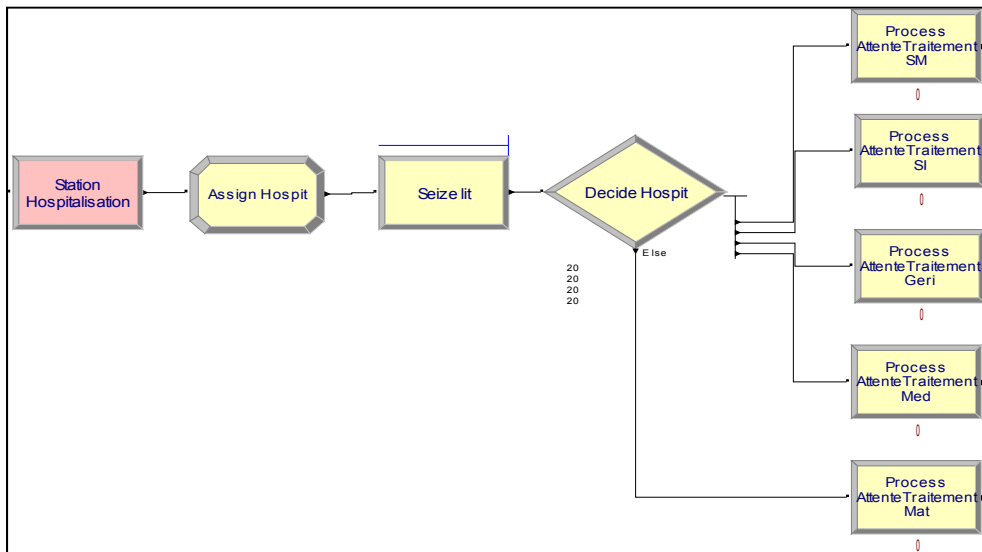 Process
AttenteTraitement
SM
0
Process
AttenteTraitement
SI
0
Station
Hospitalisation
Assign Hospit
Seize lit
Decide Hospit
Else
20
20
20
20
Process
AttenteTraitement
Geri
0
Process
AttenteTraitement
Med
0
Process
AttenteTraitement
Mat
0